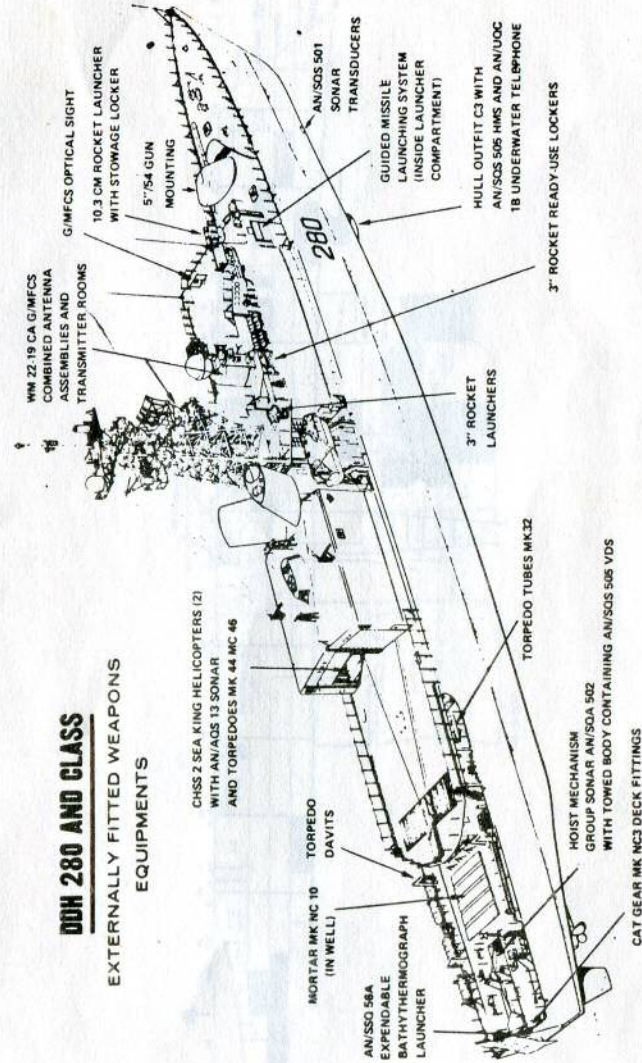 DDH 280 AND CLASS
EXTERNALLY FITTED WEAPONS
EQUIPMENTS
WM 22-19 CA G/MFCS
COMBINED ANTENNA
ASSEMBLIES AND
TRANSMITTER ROOMS
G/MFCS OPTICAL SIGHT
10.3 CM ROCKET LAUNCHER
WITH STOWAGE LOCKER
5"/54 GUN
MOUNTING
AN/SQS 501
SONAR
TRANSDUCERS
GUIDED MISSILE
LAUNCHING SYSTEM
(INSIDE LAUNCHER
COMPARTMENT)
HULL OUTFIT C3 WITH
AN/SQS 505 HMS AND AN/UQC
1B UNDERWATER TELEPHONE
3" ROCKET READY-USE LOCKERS
3" ROCKET
LAUNCHERS
280
CHSS 2 SEA KING HELICOPTERS (2)
WITH AN/AQS 13 SONAR
AND TORPEDOES MK 44 MC 46
TORPEDO
DAVITS
MORTAR MK NC 10
(IN WELL)
AN/SSQ 56A
EXPENDABLE
BATHYTHERMOGRAPH
LAUNCHER
TORPEDO TUBES MK32
HOIST MECHANISM
GROUP SONAR AN/SQA 502
WITH TOWED BODY CONTAINING AN/SQS 505 VDS
CAT GEAR MK NC3 DECK FITTINGS